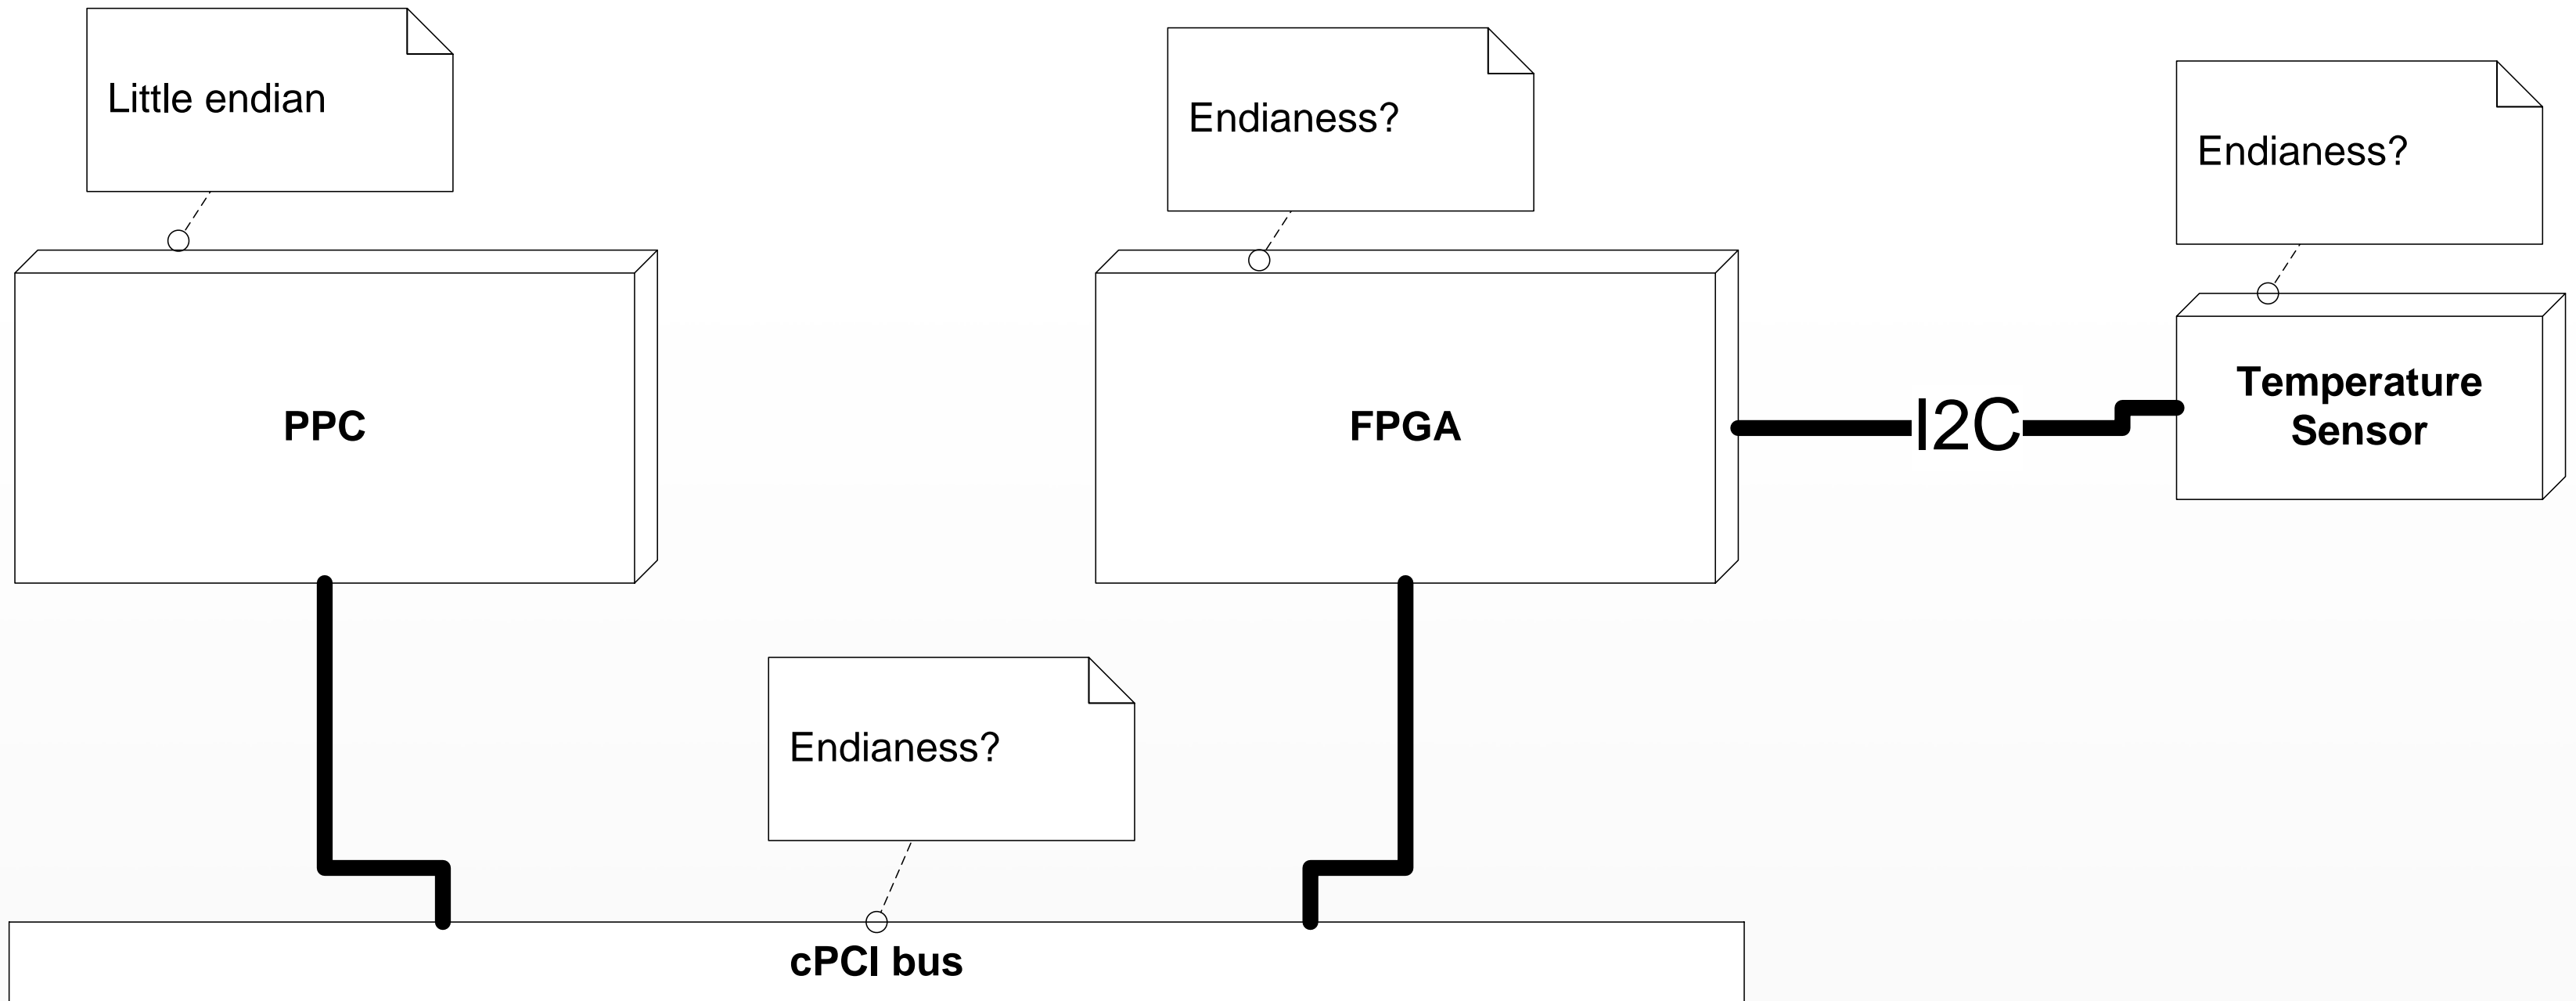 Little endian
Endianess?
Endianess?
PPC
FPGA
I2C
Temperature
Sensor
Endianess?
cPCI bus